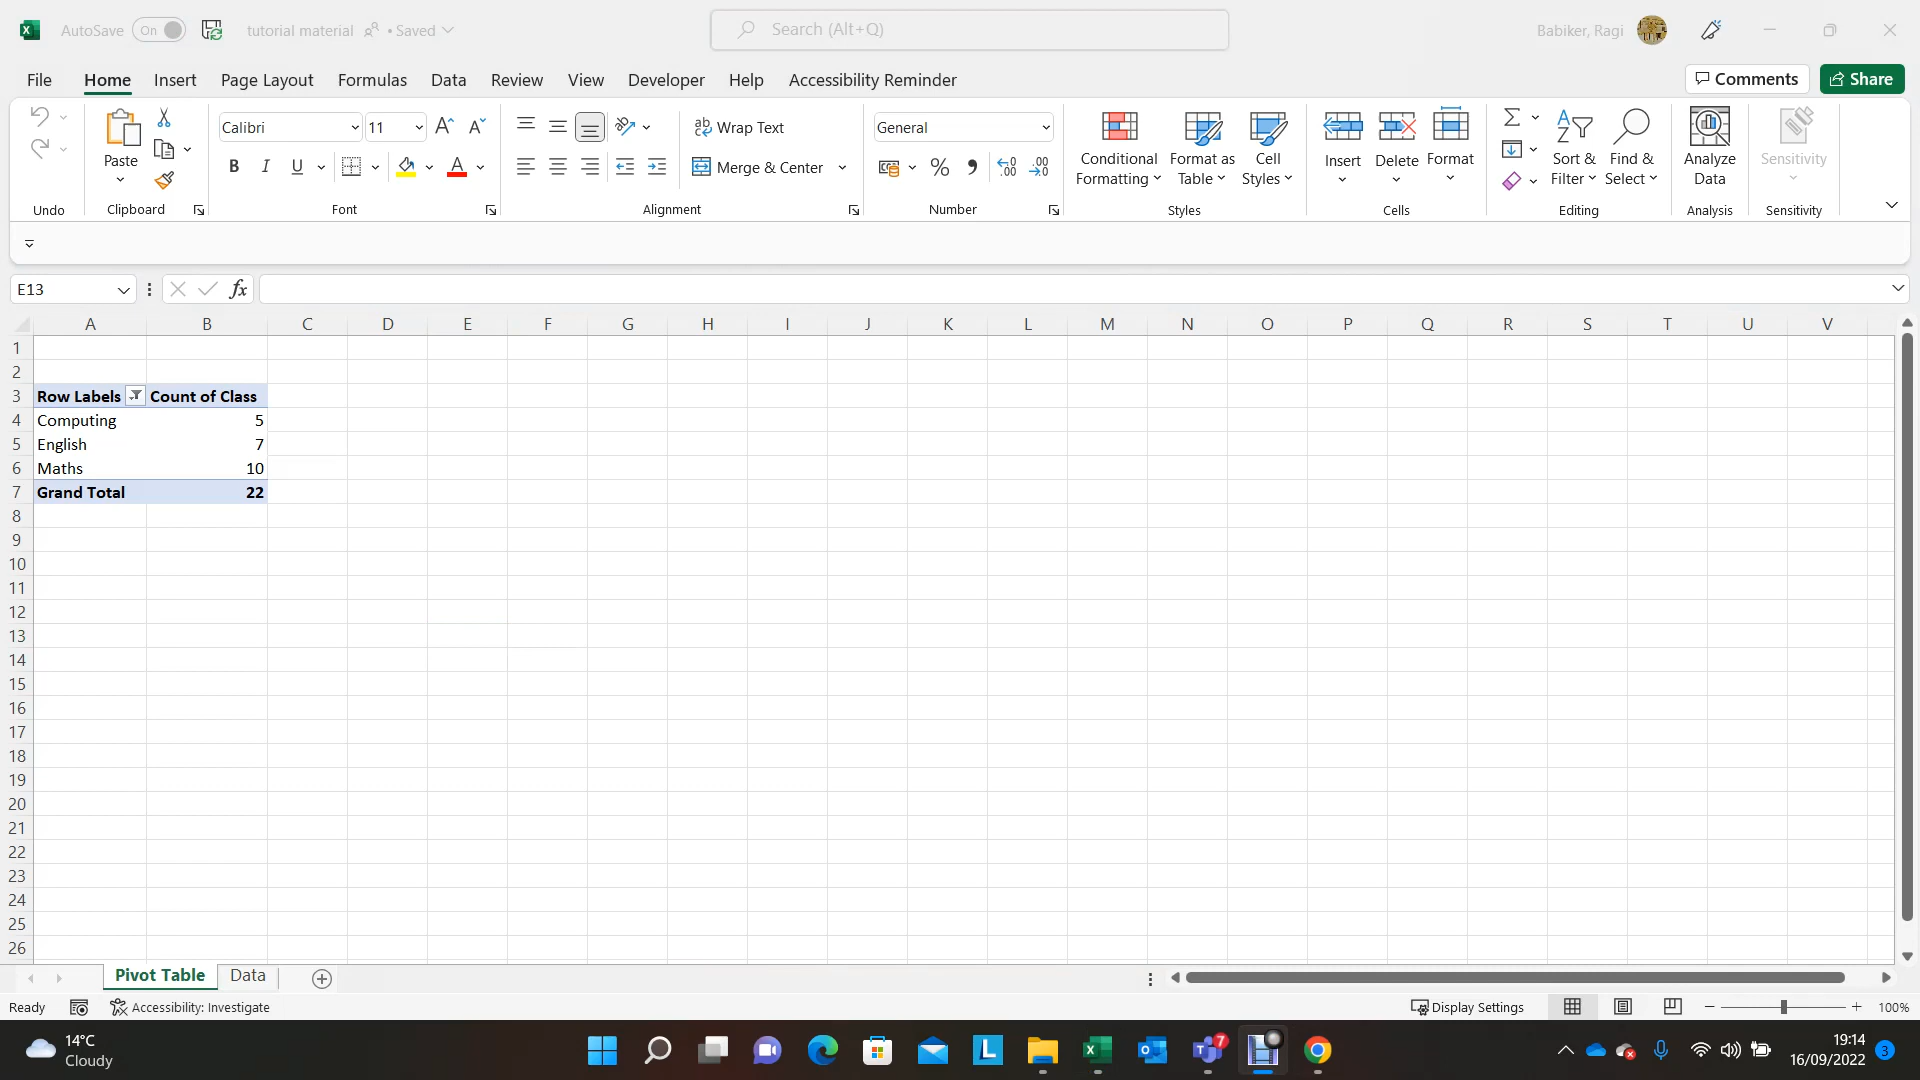 AutoSave On tutorial material • Saved Search (Alt+Q) Babiker, Ragi
File Home Insert Page Layout Formulas Data Review View Developer Help Accessibility Reminder Comments Share
Calibri 11 Wrap Text General
Paste B I U A Merge & Center % Conditional Formatting Format as Table Cell Styles Insert Delete Format Sort & Filter Find & Select Analyze Data Sensitivity
Undo Clipboard Font Alignment Number Styles Cells Editing Analysis Sensitivity
E13 fx
A B C D E F G H I J K L M N O P Q R S T U V
1
2
3 Row Labels Count of Class
4 Computing 5
5 English 7
6 Maths 10
7 Grand Total 22
8
9
10
11
12
13
14
15
16
17
18
19
20
21
22
23
24
25
26
Pivot Table Data
Ready Accessibility: Investigate Display Settings 100%
14°C
Cloudy
7
19:14
16/09/2022 3